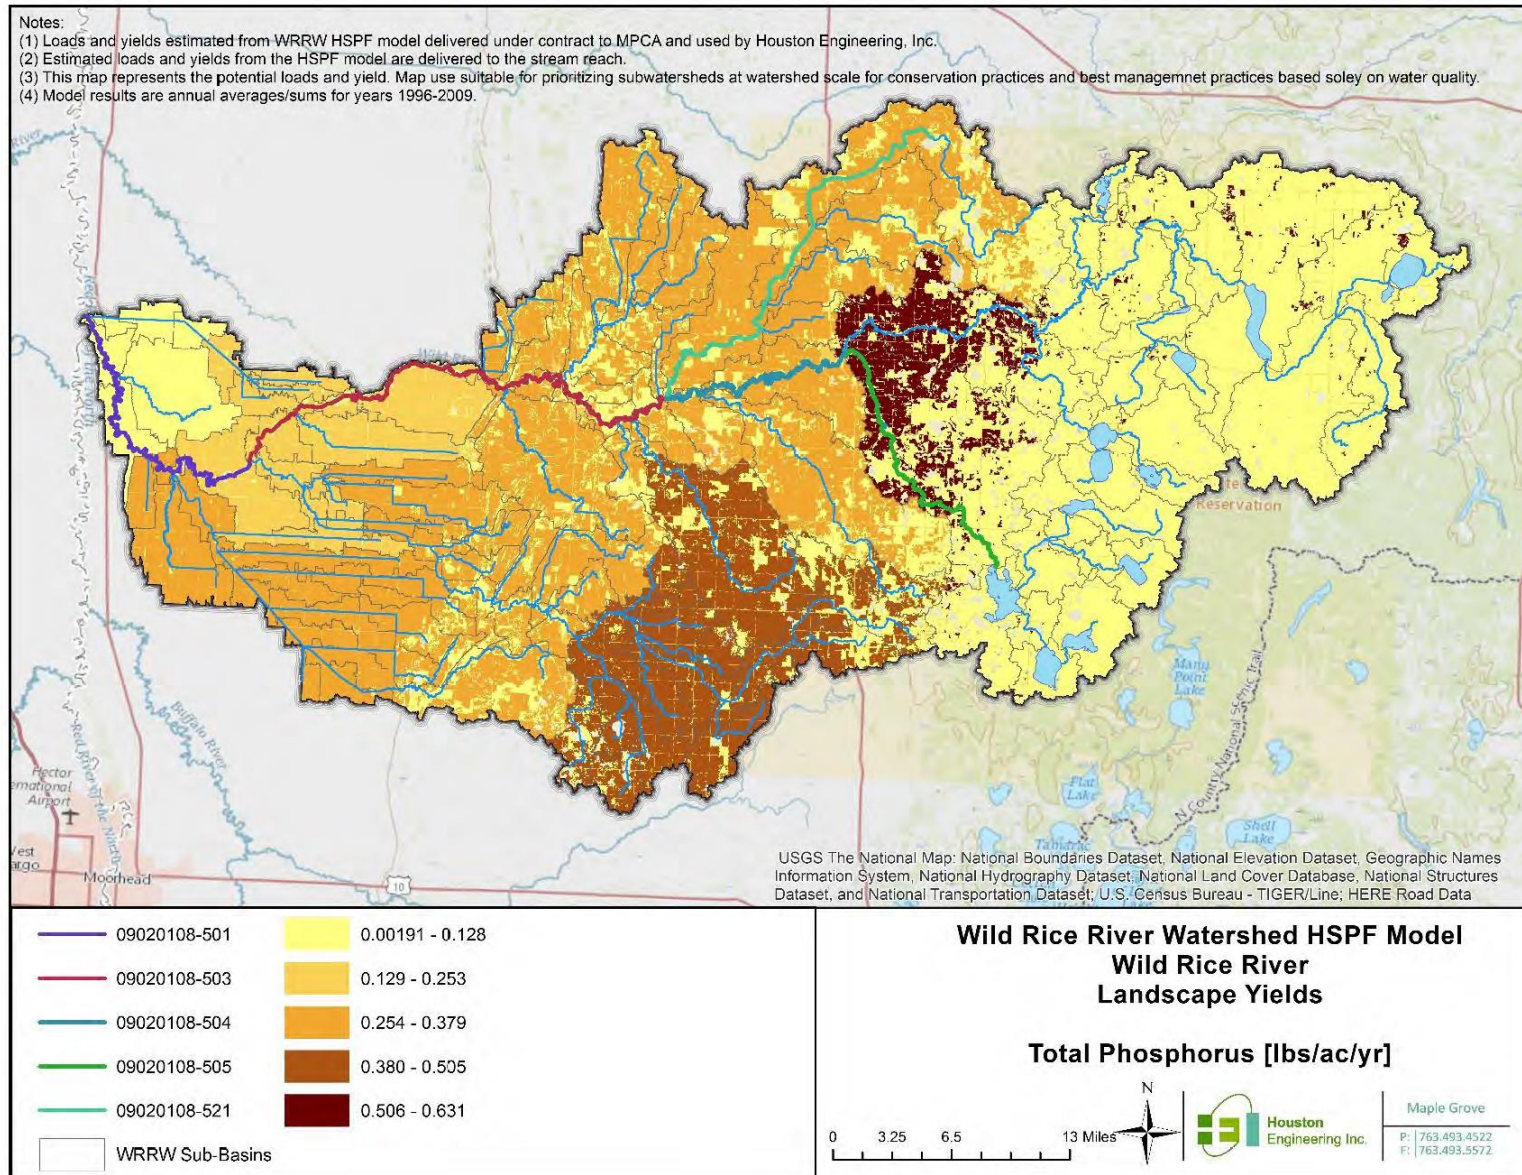 Notes:
(1) Loads and yields estimated from WRRW HSPF model delivered under contract to MPCA and used by Houston Engineering, Inc.
(2) Estimated loads and yields from the HSPF model are delivered to the stream reach.
(3) This map represents the potential loads and yield. Map use suitable for prioritizing subwatersheds at watershed scale for conservation practices and best managemnet practices based soley on water quality.
(4) Model results are annual averages/sums for years 1996-2009.
River
Reservation
Many
Point
Lake
N Country National Scenic Trail
Buffalo River
Red River of the North
Hector
Airport
Flat
Lake
Shell
Lake
Tamarac
Moorhead
10
USGS The National Map: National Boundaries Dataset, National Elevation Dataset, Geographic Names
Information System, National Hydrography Dataset, National Land Cover Database, National Structures
Dataset, and National Transportation Dataset; U.S. Census Bureau - TIGER/Line; HERE Road Data
09020108-501
09020108-503
09020108-504
09020108-505
09020108-521
WRRW Sub-Basins
0.00191 - 0.128
0.129 - 0.253
0.254 - 0.379
0.380 - 0.505
0.506 - 0.631
Wild Rice River Watershed HSPF Model
Wild Rice River
Landscape Yields
Total Phosphorus [lbs/ac/yr]
N
0 3.25 6.5 13 Miles
Houston
Engineering Inc.
Maple Grove
P: 763.493.4522
F: 763.493.5572